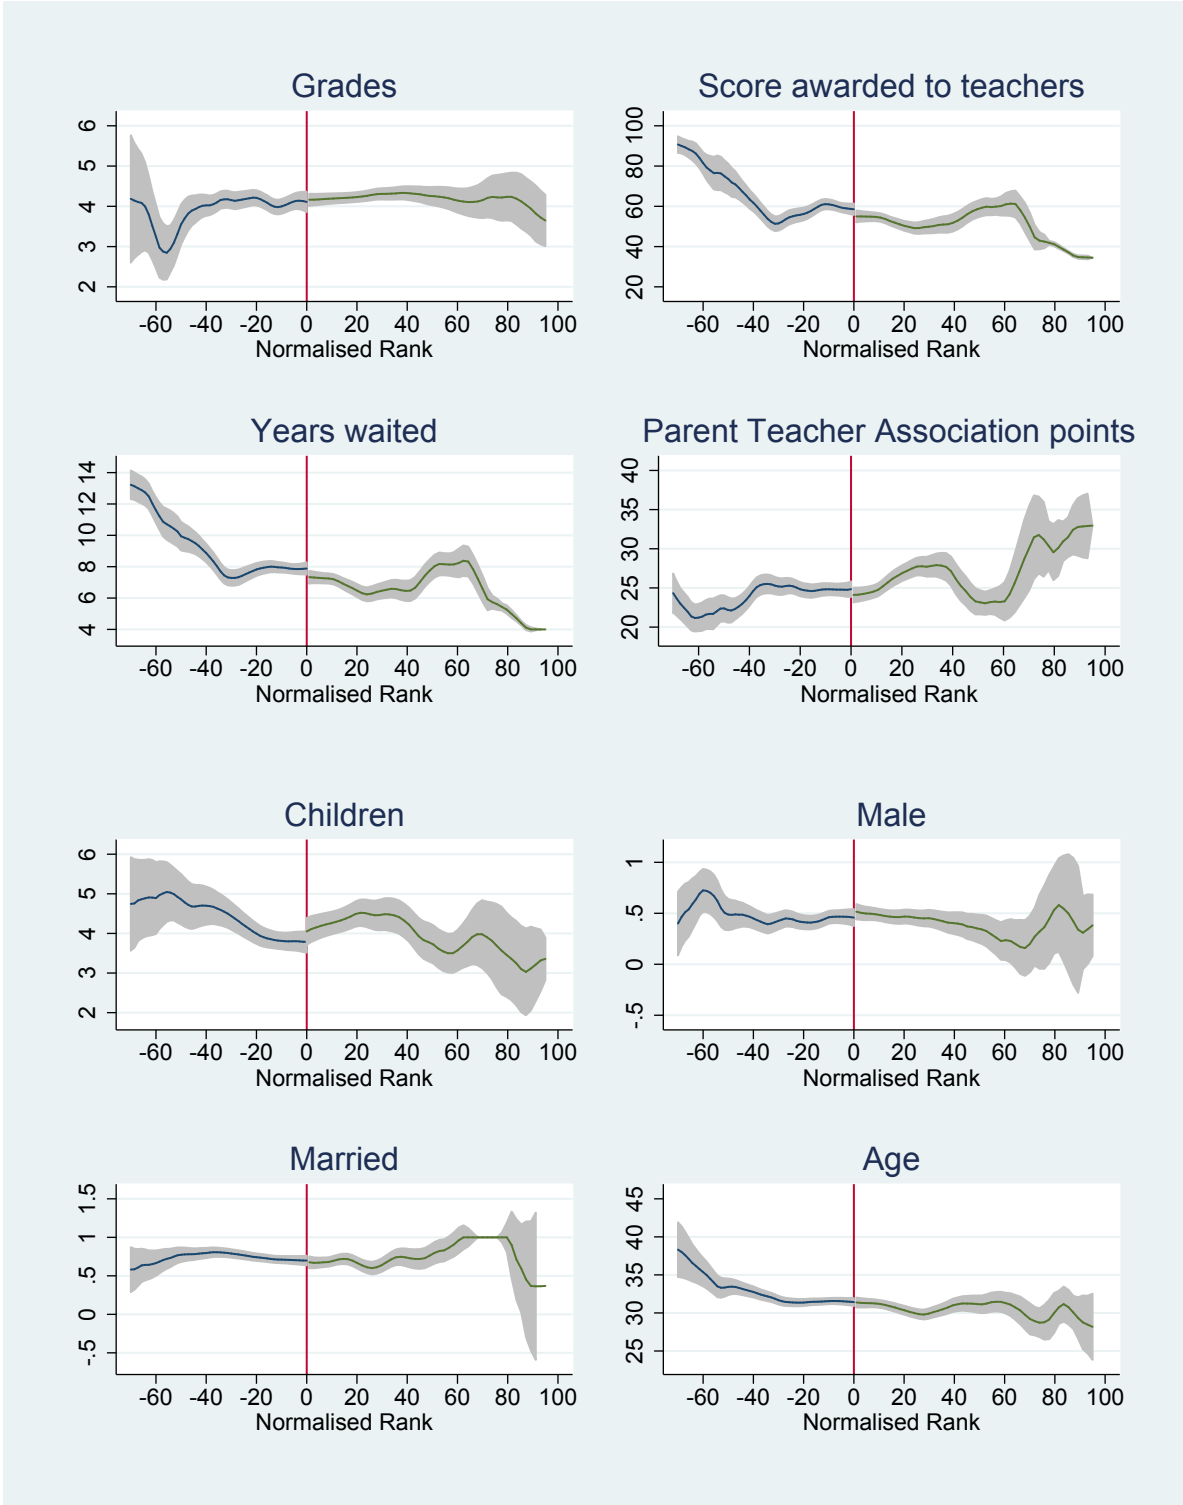 Grades
6
5
4
3
2
-60 -40 -20 0 20 40 60 80 100
Normalised Rank
Score awarded to teachers
100
80
60
40
20
-60 -40 -20 0 20 40 60 80 100
Normalised Rank
Years waited
14
12
10
8
6
4
-60 -40 -20 0 20 40 60 80 100
Normalised Rank
Parent Teacher Association points
40
35
30
25
20
-60 -40 -20 0 20 40 60 80 100
Normalised Rank
Children
6
5
4
3
2
-60 -40 -20 0 20 40 60 80 100
Normalised Rank
Male
1
.5
0
-.5
-60 -40 -20 0 20 40 60 80 100
Normalised Rank
Married
1.5
1
.5
0
-.5
-60 -40 -20 0 20 40 60 80 100
Normalised Rank
Age
45
40
35
30
25
-60 -40 -20 0 20 40 60 80 100
Normalised Rank